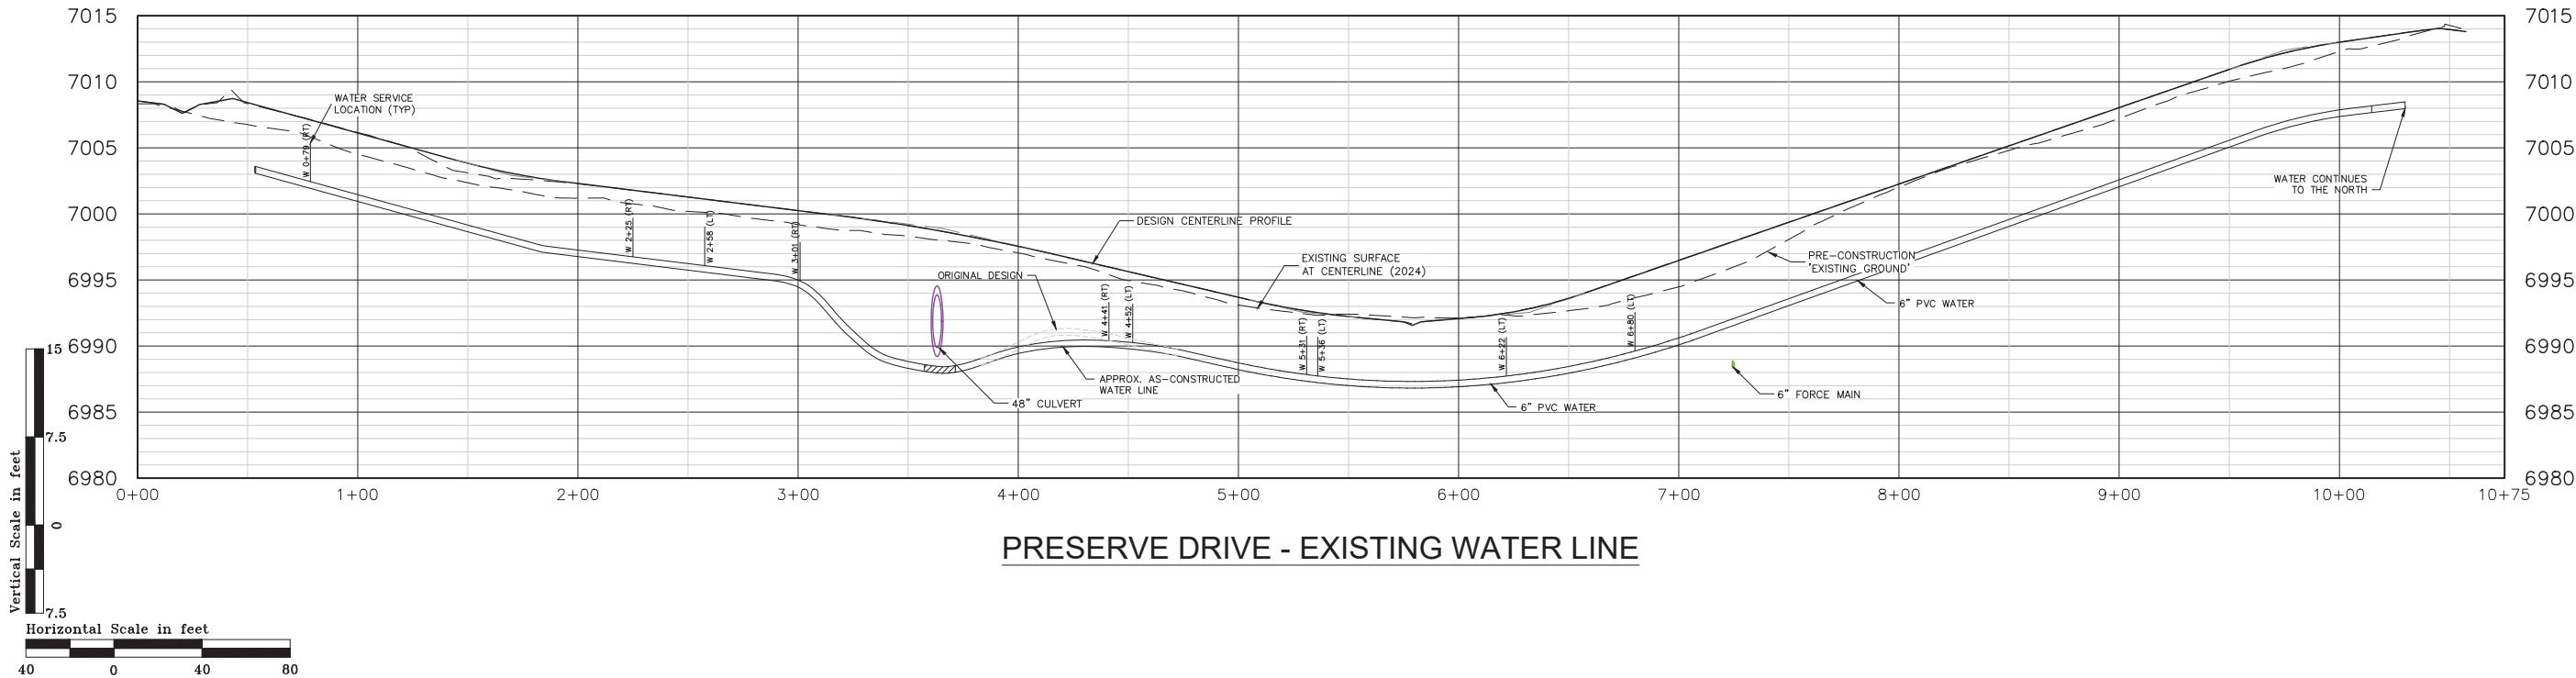 7015
7015
7010
7010
7005
7005
7000
7000
6995
6995
6990
6990
6985
6985
6980
6980
WATER SERVICE
LOCATION (TYP)
W 0+79 (RT)
W 2+25 (RT)
W 2+58 (LT)
W 3+01 (RT)
DESIGN CENTERLINE PROFILE
ORIGINAL DESIGN
EXISTING SURFACE
AT CENTERLINE (2024)
W 4+41 (RT)
W 4+52 (LT)
W 5+31 (RT)
W 5+36 (LT)
W 6+22 (LT)
W 6+80 (LT)
WATER CONTINUES
TO THE NORTH
PRE-CONSTRUCTION
'EXISTING GROUND'
6" PVC WATER
APPROX. AS-CONSTRUCTED
WATER LINE
48" CULVERT
6" PVC WATER
6" FORCE MAIN
0+00
1+00
2+00
3+00
4+00
5+00
6+00
7+00
8+00
9+00
10+00
10+75
PRESERVE DRIVE - EXISTING WATER LINE
Vertical Scale in feet
15
7.5
0
7.5
Horizontal Scale in feet
40
0
40
80